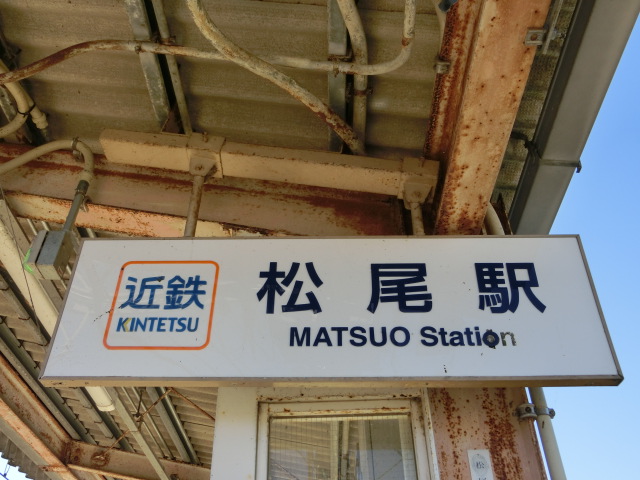 近鉄
KINTETSU
松尾駅
MATSUO Station